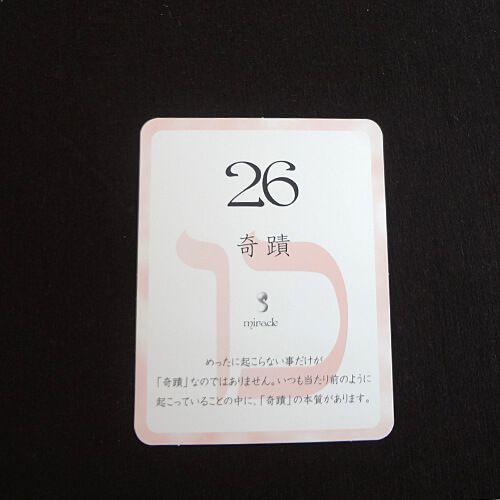 26
奇蹟
miracle
めったに起こらない事だけが
「奇蹟」なのではありません。いつも当たり前のように
起こっていることの中に、「奇蹟」の本質があります。